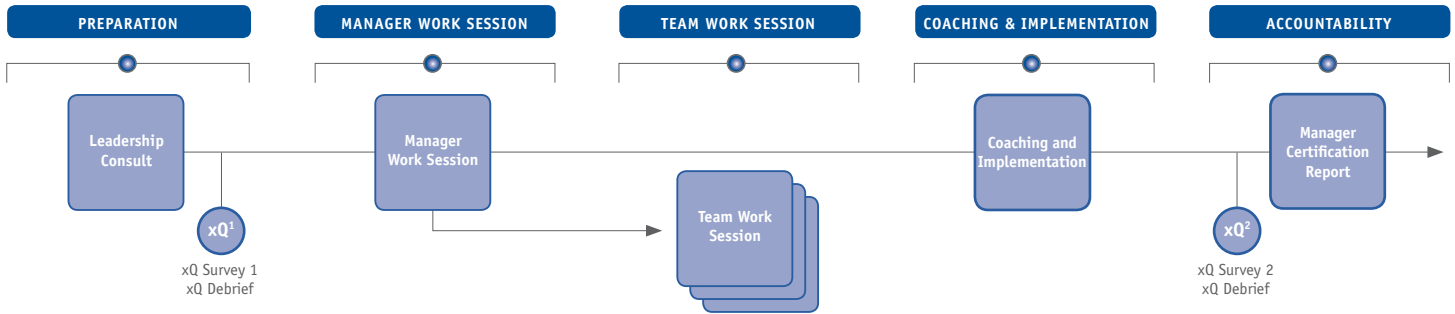 PREPARATION
MANAGER WORK SESSION
TEAM WORK SESSION
COACHING & IMPLEMENTATION
ACCOUNTABILITY
Leadership
Consult
Manager
Work Session
Coaching and
Implementation
Manager
Certification
Report
Team Work
Session
xQ¹
xQ Survey 1
xQ Debrief
xQ²
xQ Survey 2
xQ Debrief